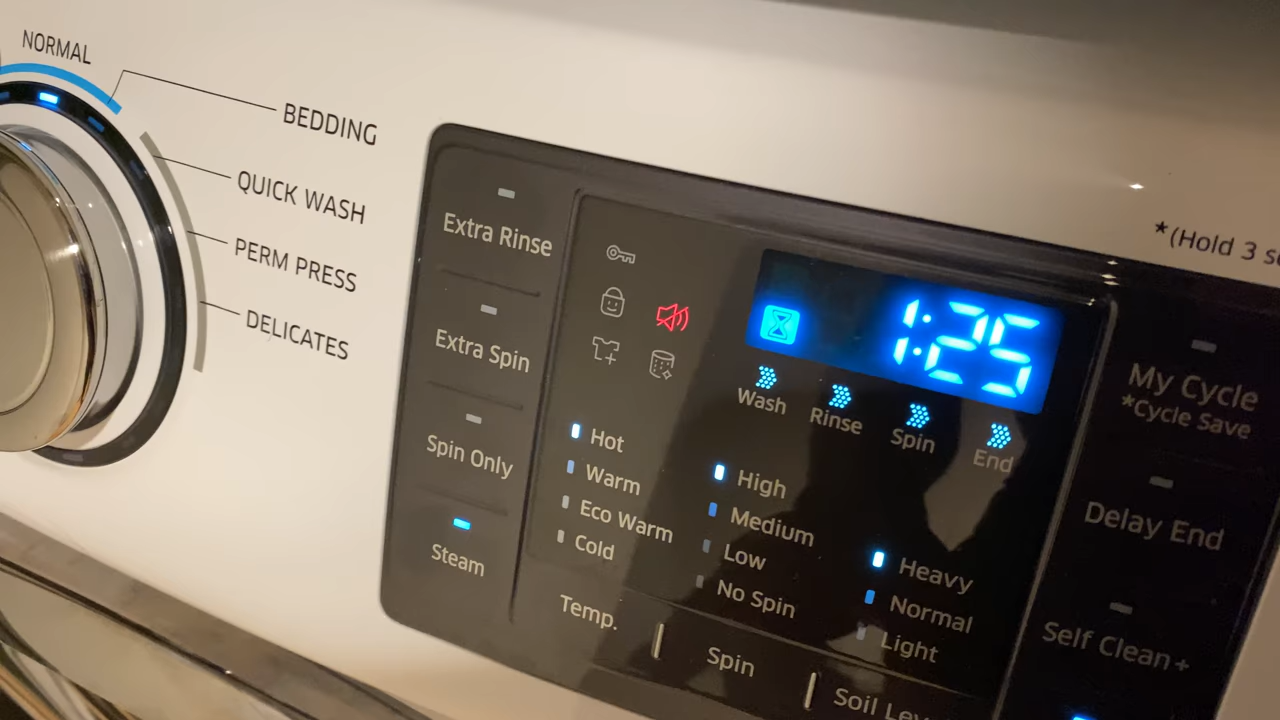 NORMAL
BEDDING
QUICK WASH
PERM PRESS
DELICATES
Extra Rinse
Extra Spin
Spin Only
Steam
1:25
Wash
Rinse
Spin
End
Hot
Warm
Eco Warm
Cold
Temp.
High
Medium
Low
No Spin
Spin
Heavy
Normal
Light
Soil Lev
*(Hold 3 se
My Cycle
*Cycle Save
Delay End
Self Clean+